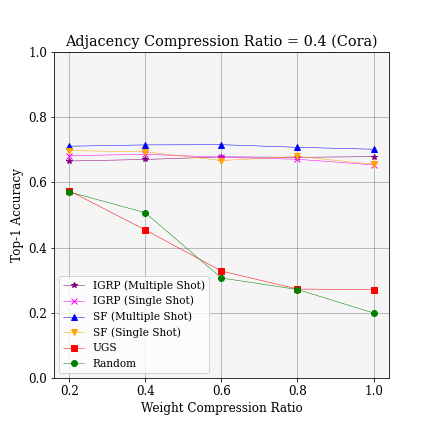 Adjacency Compression Ratio = 0.4 (Cora)
1.0
0.8
0.6
0.4
0.2
0.0
Top-1 Accuracy
IGRP (Multiple Shot)
IGRP (Single Shot)
SF (Multiple Shot)
SF (Single Shot)
UGS
Random
0.2 0.4 0.6 0.8 1.0
Weight Compression Ratio